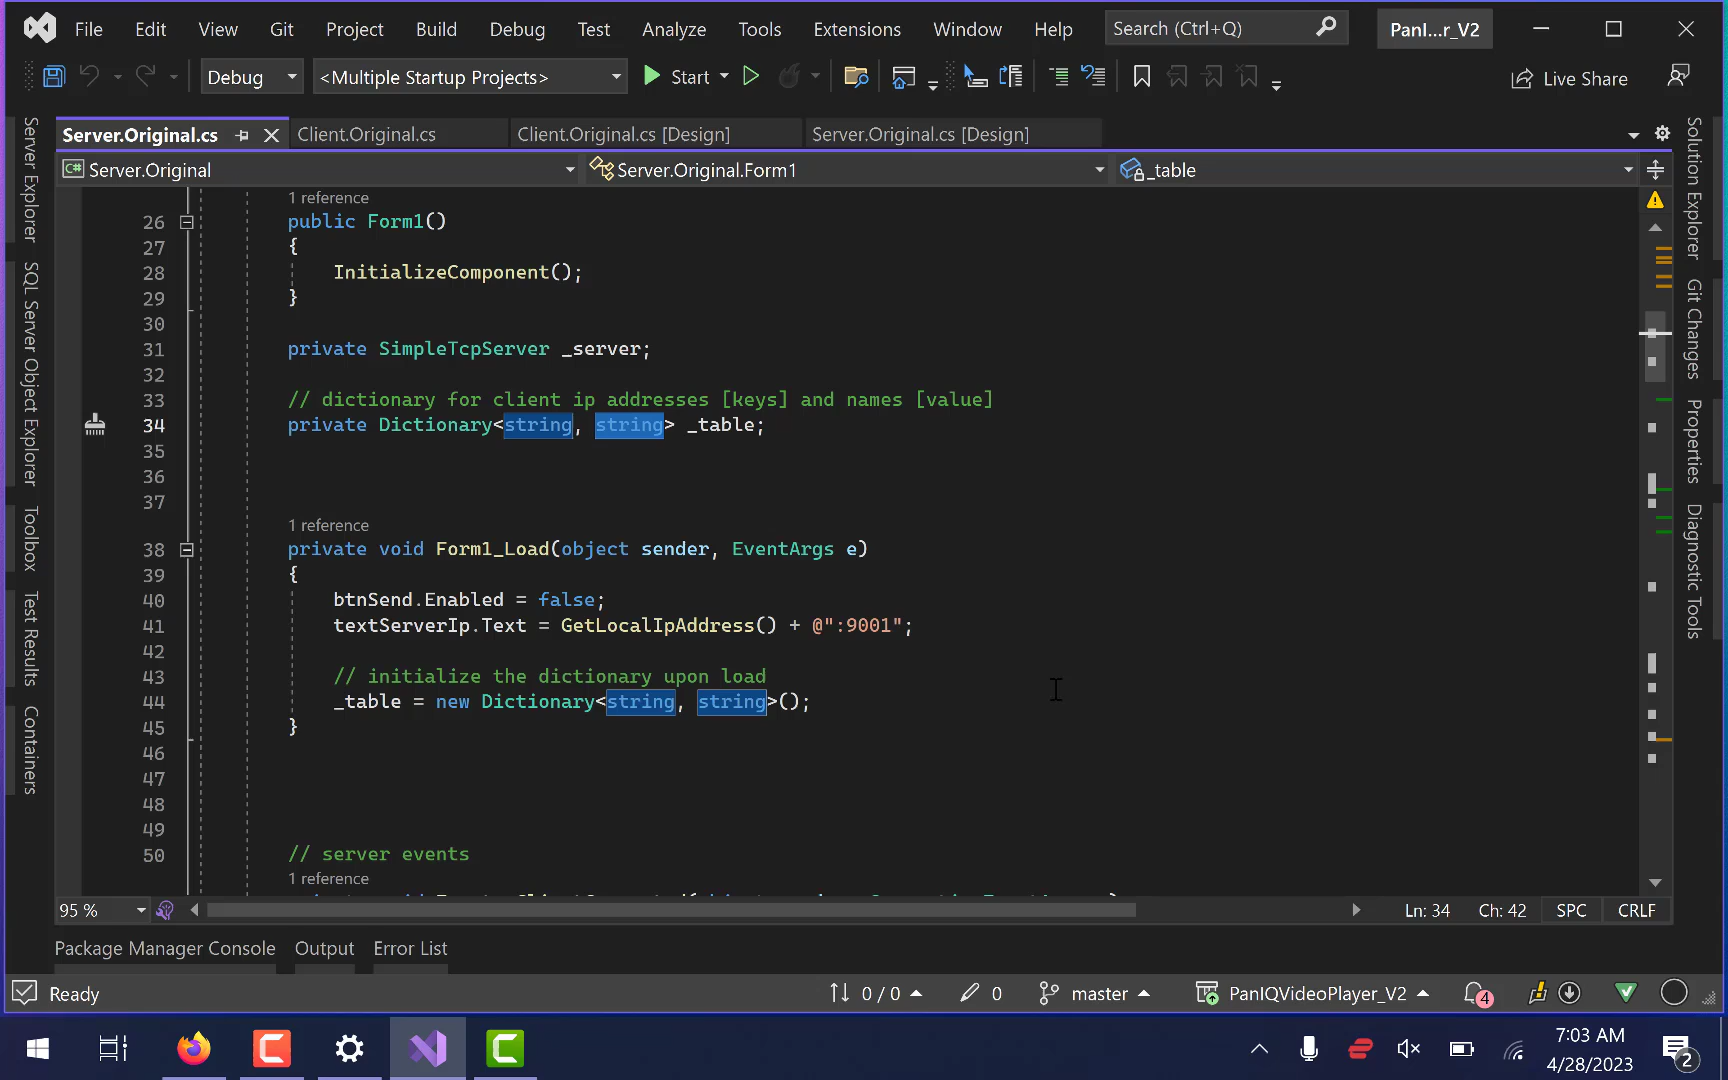 File Edit View Git Project Build Debug Test Analyze Tools Extensions Window Help Search (Ctrl+Q) PanI...r_V2
Debug <Multiple Startup Projects> Start Live Share
Server.Original.cs Client.Original.cs Client.Original.cs [Design] Server.Original.cs [Design]
C# Server.Original Server.Original.Form1 _table
Server Explorer
SQL Server Object Explorer
Toolbox
Test Results
Containers
1 reference
26 public Form1()
27 {
28 InitializeComponent();
29 }
30
31 private SimpleTcpServer _server;
32
33 // dictionary for client ip addresses [keys] and names [value]
34 private Dictionary<string, string> _table;
35
36
37
1 reference
38 private void Form1_Load(object sender, EventArgs e)
39 {
40 btnSend.Enabled = false;
41 textServerIp.Text = GetLocalIpAddress() + @":9001";
42
43 // initialize the dictionary upon load
44 _table = new Dictionary<string, string>();
45 }
46
47
48
49
50 // server events
1 reference
Solution Explorer
Git Changes
Properties
Diagnostic Tools
95 % Ln: 34 Ch: 42 SPC CRLF
Package Manager Console Output Error List
Ready 0 / 0 0 master PanIQVideoPlayer_V2 4
7:03 AM
4/28/2023
2